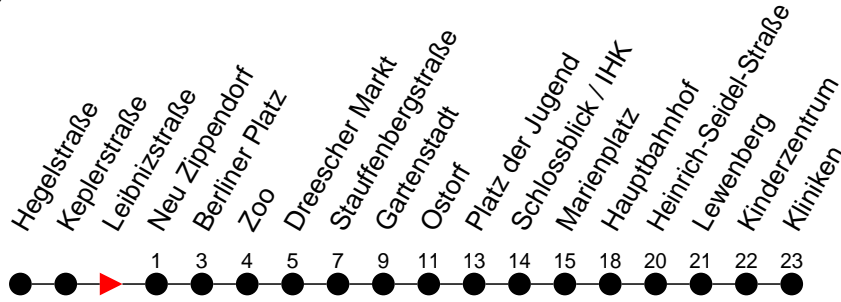 Hegelstraße
Keplerstraße
Leibnizstraße
Neu Zippendorf
Berliner Platz
Zoo
Dreescher Markt
Stauffenbergstraße
Gartenstadt
Ostorf
Platz der Jugend
Schlossblick / IHK
Marienplatz
Hauptbahnhof
Heinrich-Seidel-Straße
Lewenberg
Kinderzentrum
Kliniken
1 3 4 5 7 9 11 13 14 15 18 20 21 22 23